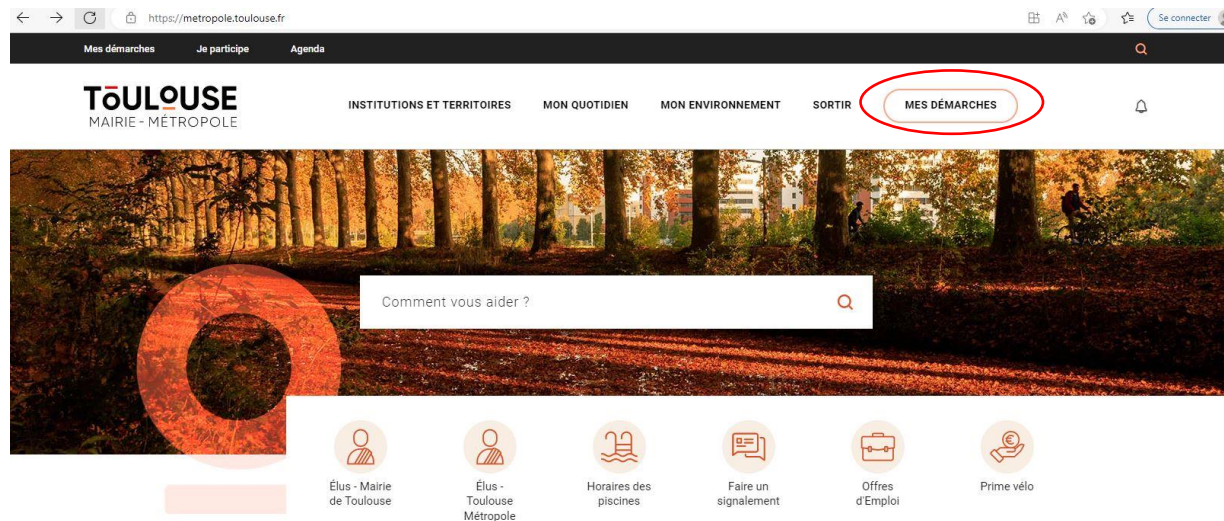 https://metropole.toulouse.fr
Se connecter
Mes démarches Je participe Agenda
TōULOUSE
MAIRIE - MÉTROPOLE
INSTITUTIONS ET TERRITOIRES MON QUOTIDIEN MON ENVIRONNEMENT SORTIR MES DÉMARCHES
Comment vous aider ?
Élus - Mairie
de Toulouse
Élus -
Toulouse
Métropole
Horaires des
piscines
Faire un
signalement
Offres
d'Emploi
Prime vélo